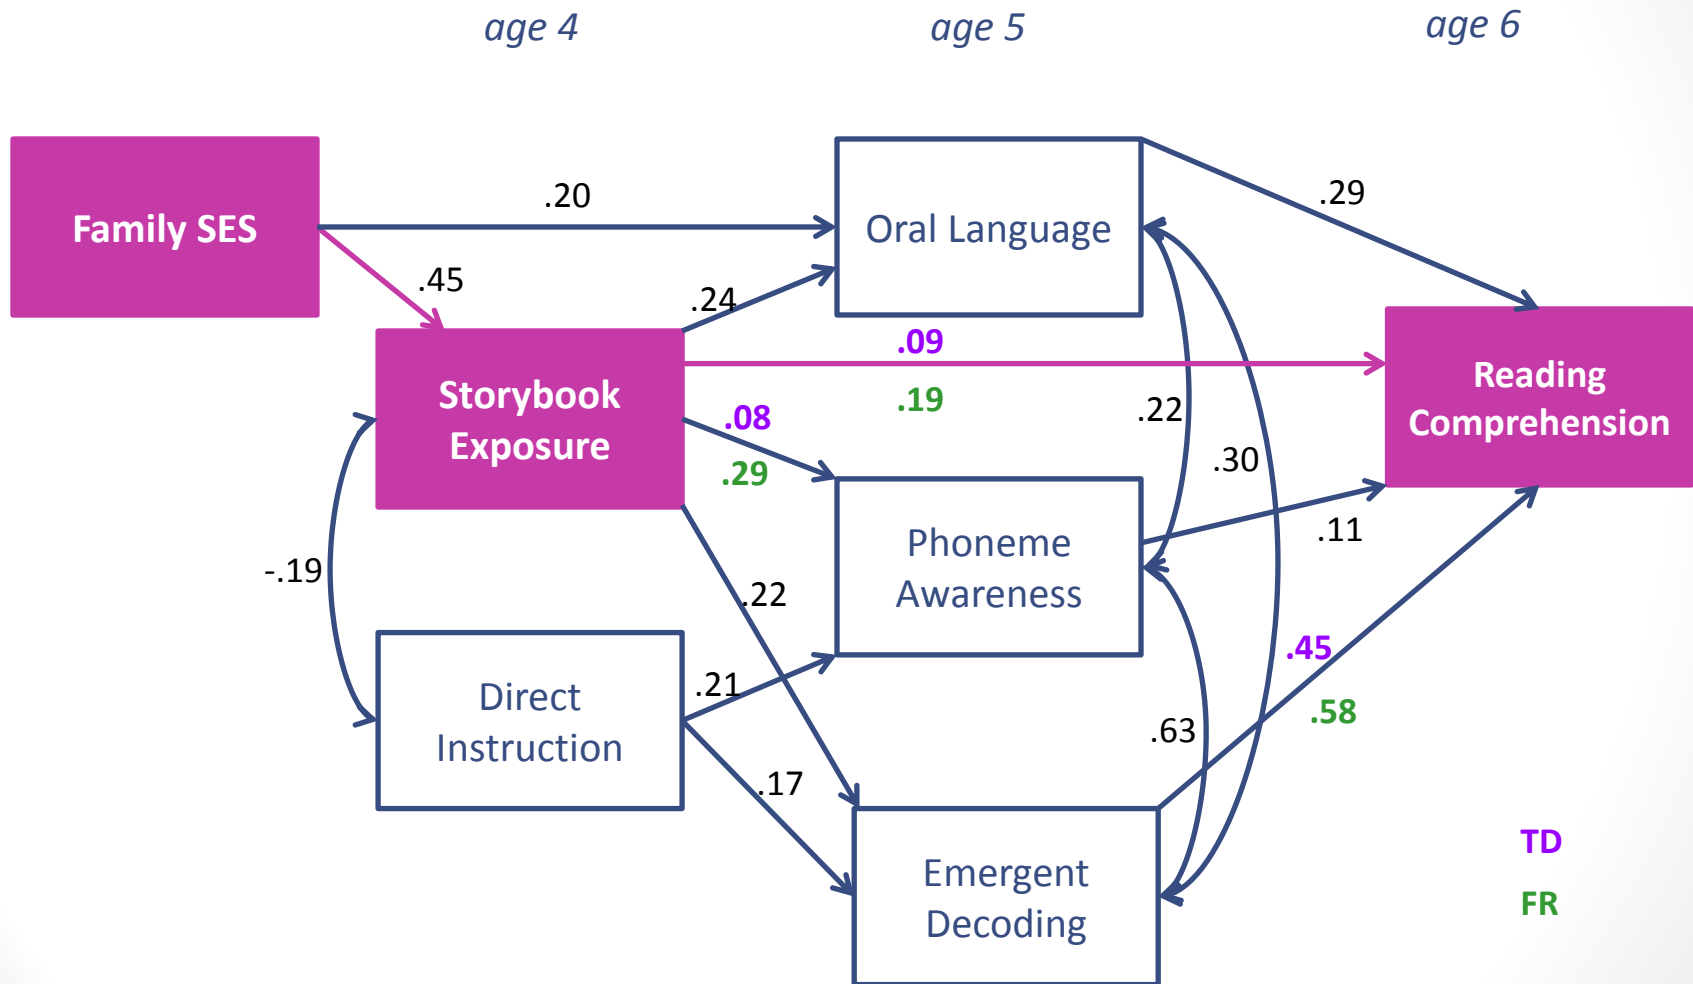 age 4
age 5
age 6
Family SES
.20
Oral Language
.29
.45
.24
Storybook
Exposure
.09
.19
Reading
Comprehension
.08
.29
.22
.30
Phoneme
Awareness
.11
-.19
.22
Direct
Instruction
.21
.17
.63
.45
.58
Emergent
Decoding
TD
FR